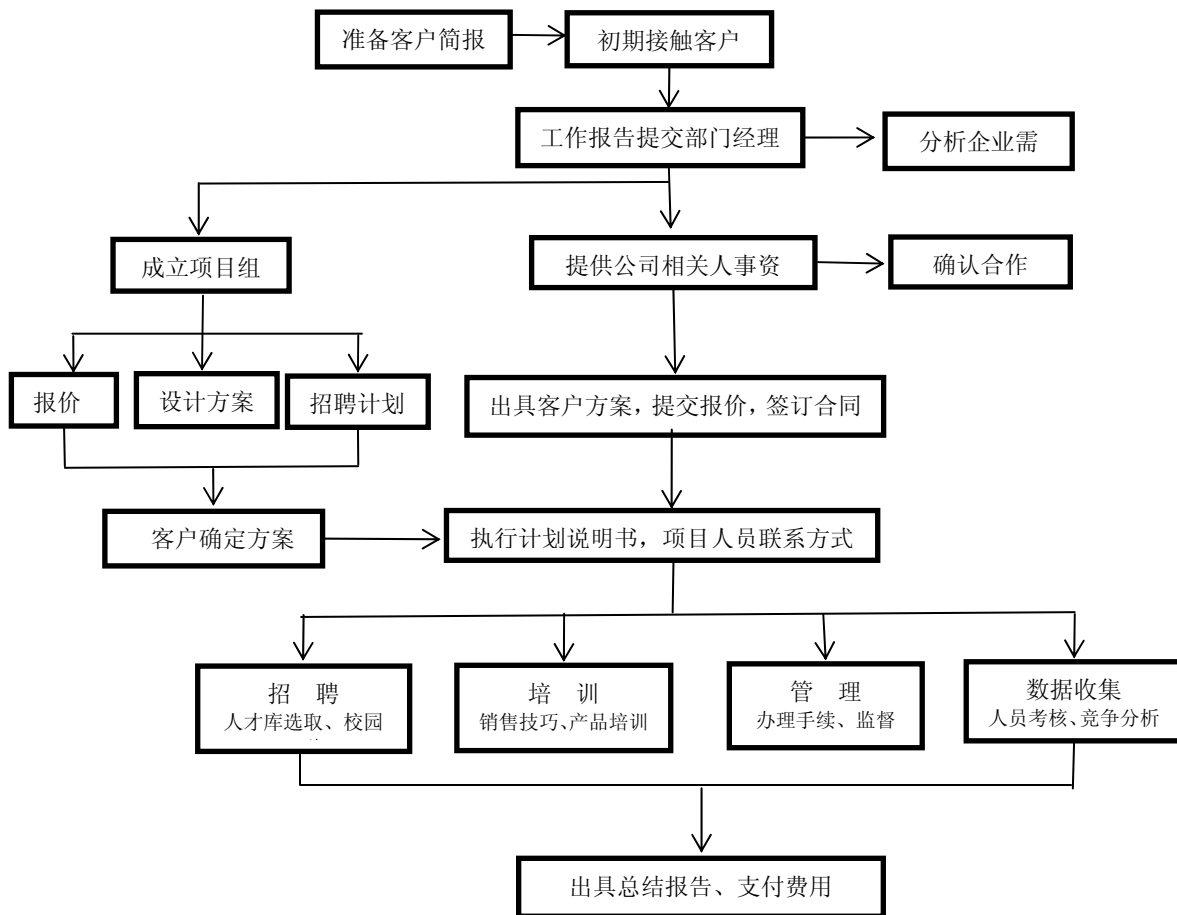 准备客户简报
初期接触客户
工作报告提交部门经理
分析企业需
成立项目组
提供公司相关人事资
确认合作
报价
设计方案
招聘计划
出具客户方案，提交报价，签订合同
客户确定方案
执行计划说明书，项目人员联系方式
招 聘
人才库选取、校园
培 训
销售技巧、产品培训
管 理
办理手续、监督
数据收集
人员考核、竞争分析
出具总结报告、支付费用